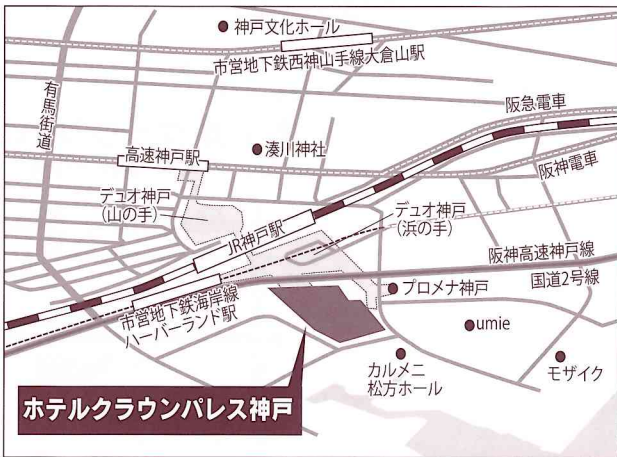 神戸文化ホール
市営地下鉄西神山手線大倉山駅
有馬街道
阪急電車
高速神戸駅
湊川神社
阪神電車
デュオ神戸
(山の手)
JR神戸駅
デュオ神戸
(浜の手)
阪神高速神戸線
国道2号線
市営地下鉄海岸線
ハーバーランド駅
プロメナ神戸
umie
カルメニ
松方ホール
モザイク
ホテルクラウンパレス神戸